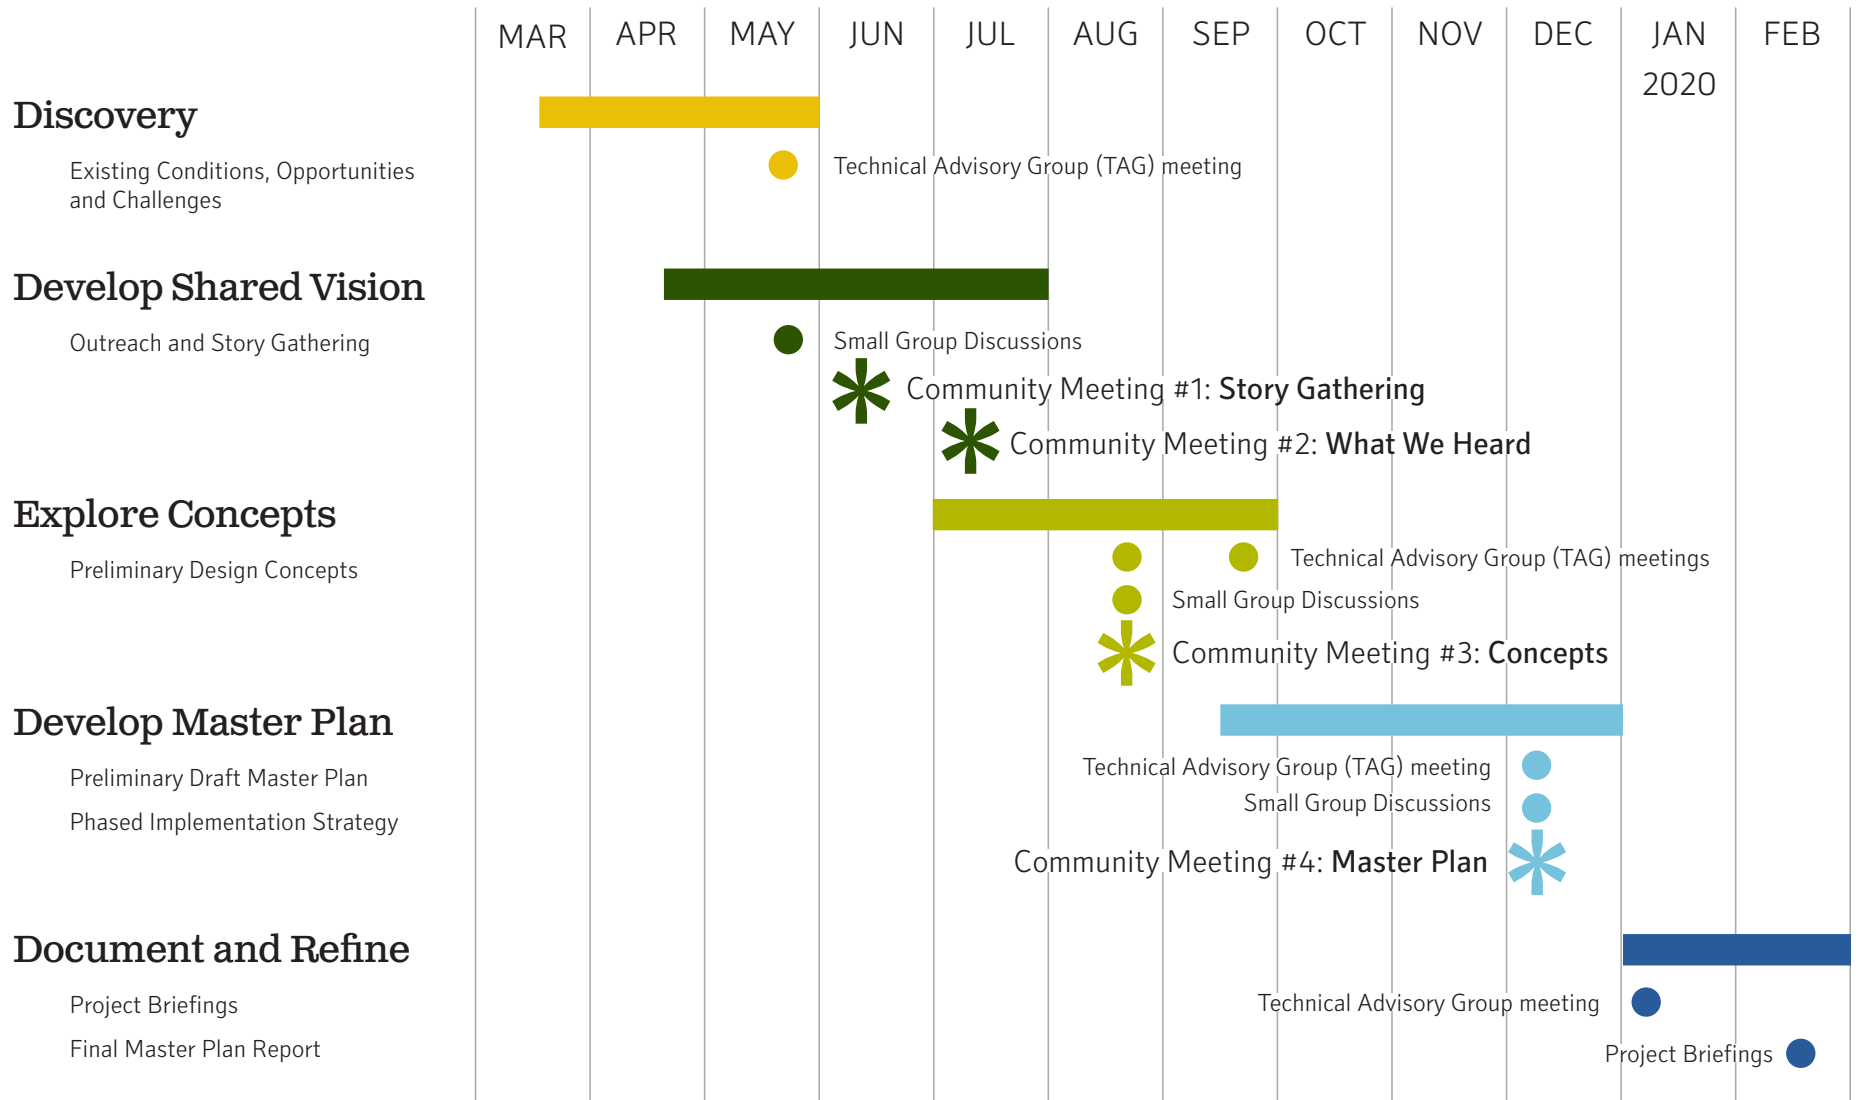 MAR APR MAY JUN JUL AUG SEP OCT NOV DEC JAN FEB
2020
Discovery
Existing Conditions, Opportunities
and Challenges
Technical Advisory Group (TAG) meeting
Develop Shared Vision
Outreach and Story Gathering
Small Group Discussions
Community Meeting #1: Story Gathering
Community Meeting #2: What We Heard
Explore Concepts
Preliminary Design Concepts
Technical Advisory Group (TAG) meetings
Small Group Discussions
Community Meeting #3: Concepts
Develop Master Plan
Preliminary Draft Master Plan
Phased Implementation Strategy
Technical Advisory Group (TAG) meeting
Small Group Discussions
Community Meeting #4: Master Plan
Document and Refine
Project Briefings
Final Master Plan Report
Technical Advisory Group meeting
Project Briefings